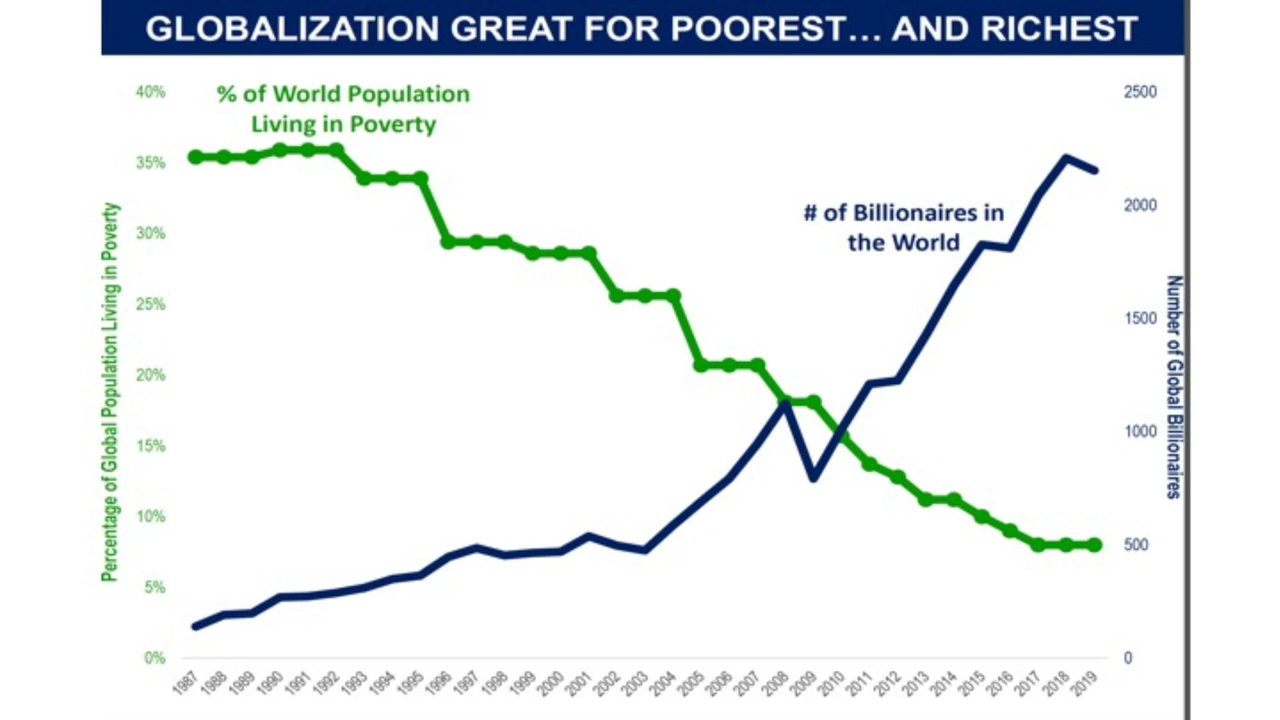 GLOBALIZATION GREAT FOR POOREST... AND RICHEST
% of World Population
Living in Poverty
# of Billionaires in
the World
Percentage of Global Population Living in Poverty
40%
35%
30%
25%
20%
15%
10%
5%
0%
2500
2000
1500
1000
500
0
Number of Global Billionaires
1987 1988 1989 1990 1991 1992 1993 1994 1995 1996 1997 1998 1999 2000 2001 2002 2003 2004 2005 2006 2007 2008 2009 2010 2011 2012 2013 2014 2015 2016 2017 2018 2019